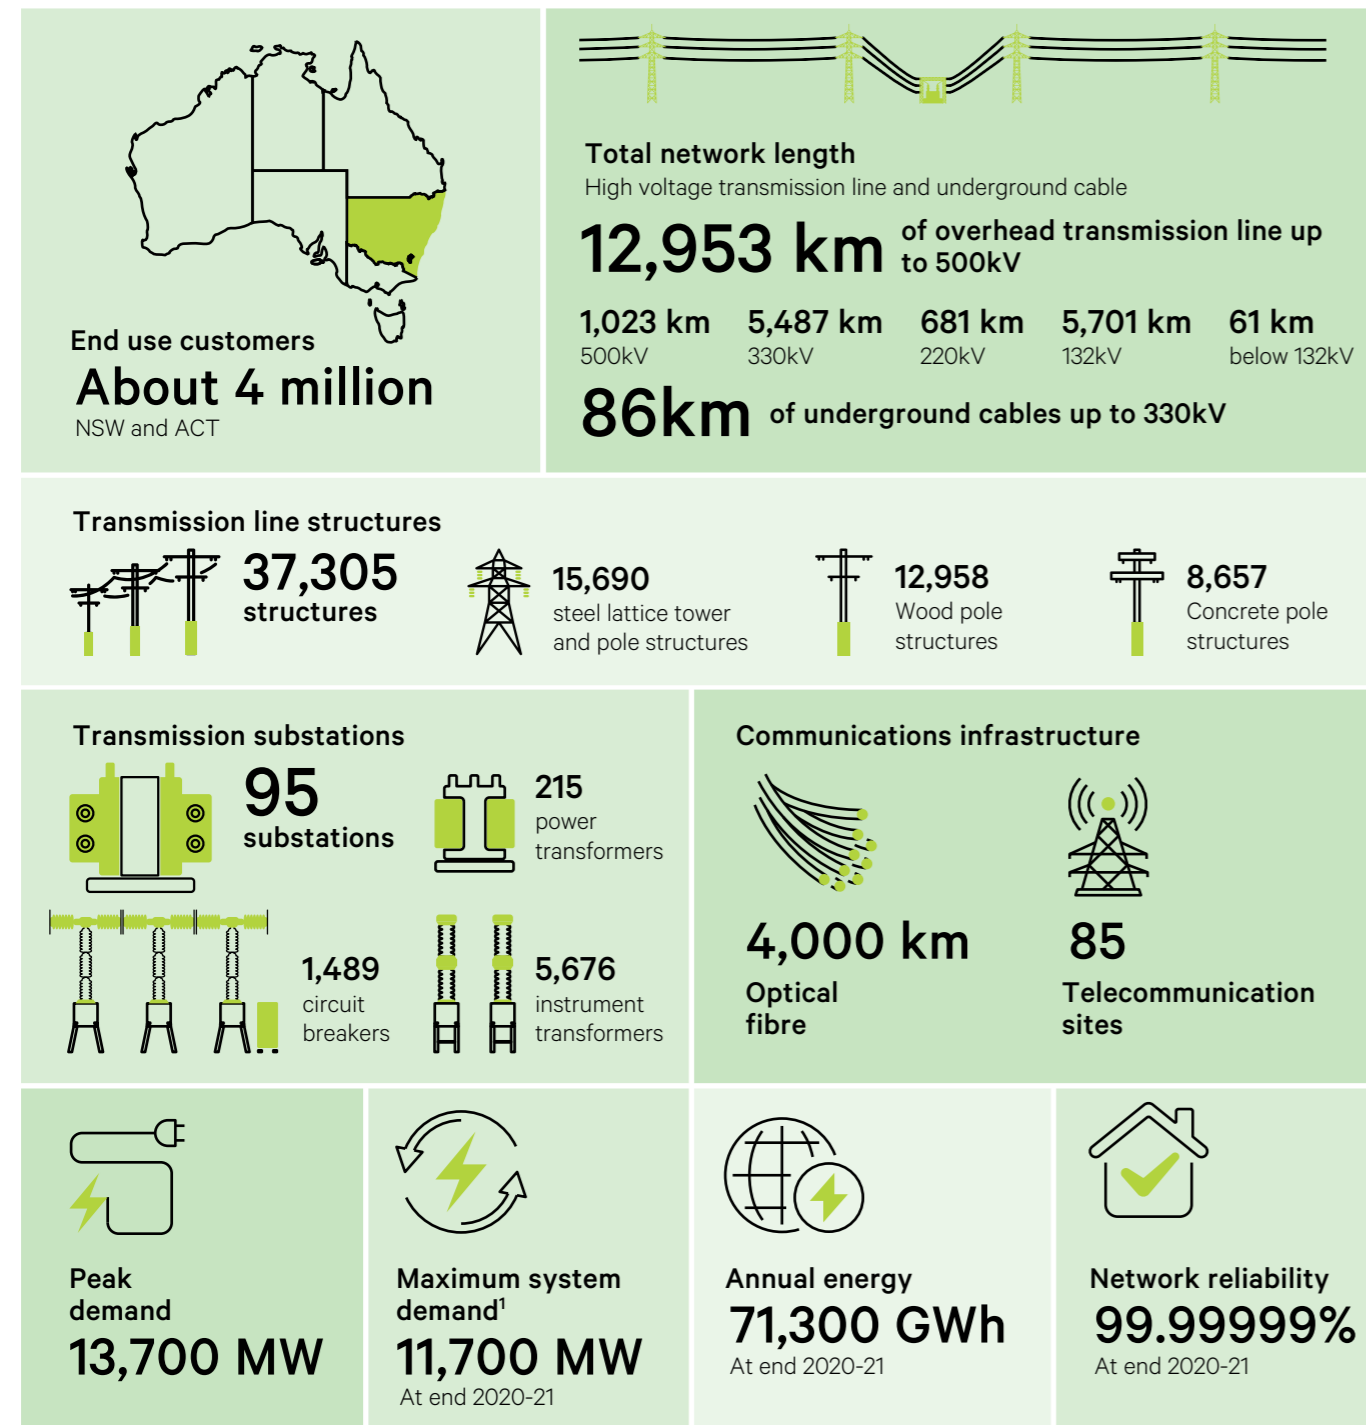 End use customers
About 4 million
NSW and ACT
Total network length
High voltage transmission line and underground cable
12,953 km of overhead transmission line up
to 500kV
1,023 km 5,487 km 681 km 5,701 km 61 km
500kV 330kV 220kV 132kV below 132kV
86km of underground cables up to 330kV
Transmission line structures
37,305
structures
15,690
steel lattice tower
and pole structures
12,958
Wood pole
structures
8,657
Concrete pole
structures
Transmission substations
95
substations
215
power
transformers
1,489
circuit
breakers
5,676
instrument
transformers
Communications infrastructure
4,000 km
Optical
fibre
85
Telecommunication
sites
Peak
demand
13,700 MW
Maximum system
demand¹
11,700 MW
At end 2020-21
Annual energy
71,300 GWh
At end 2020-21
Network reliability
99.99999%
At end 2020-21